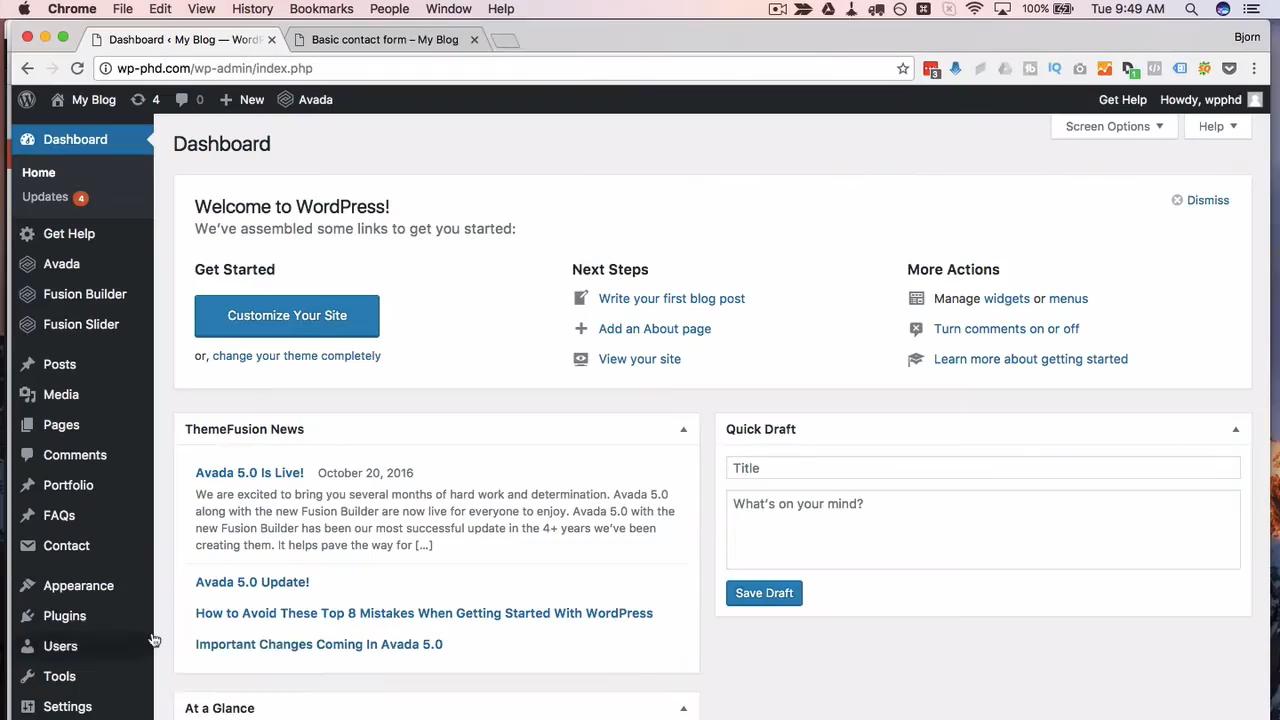 Chrome File Edit View History Bookmarks People Window Help 100% Tue 9:49 AM
Dashboard ‹ My Blog — WordP Basic contact form – My Blog Bjorn
wp-phd.com/wp-admin/index.php
My Blog 4 0 New Avada Get Help Howdy, wpphd
Dashboard
Home
Updates 4
Get Help
Avada
Fusion Builder
Fusion Slider
Posts
Media
Pages
Comments
Portfolio
FAQs
Contact
Appearance
Plugins
Users
Tools
Settings
Screen Options Help
Dashboard
Welcome to WordPress!
We've assembled some links to get you started:
Dismiss
Get Started
Customize Your Site
or, change your theme completely
Next Steps
Write your first blog post
Add an About page
View your site
More Actions
Manage widgets or menus
Turn comments on or off
Learn more about getting started
ThemeFusion News
Avada 5.0 Is Live! October 20, 2016
We are excited to bring you several months of hard work and determination. Avada 5.0
along with the new Fusion Builder are now live for everyone to enjoy. Avada 5.0 with the
new Fusion Builder has been our most successful update in the 4+ years we've been
creating them. It helps pave the way for […]
Avada 5.0 Update!
How to Avoid These Top 8 Mistakes When Getting Started With WordPress
Important Changes Coming In Avada 5.0
At a Glance
Quick Draft
Title
What's on your mind?
Save Draft